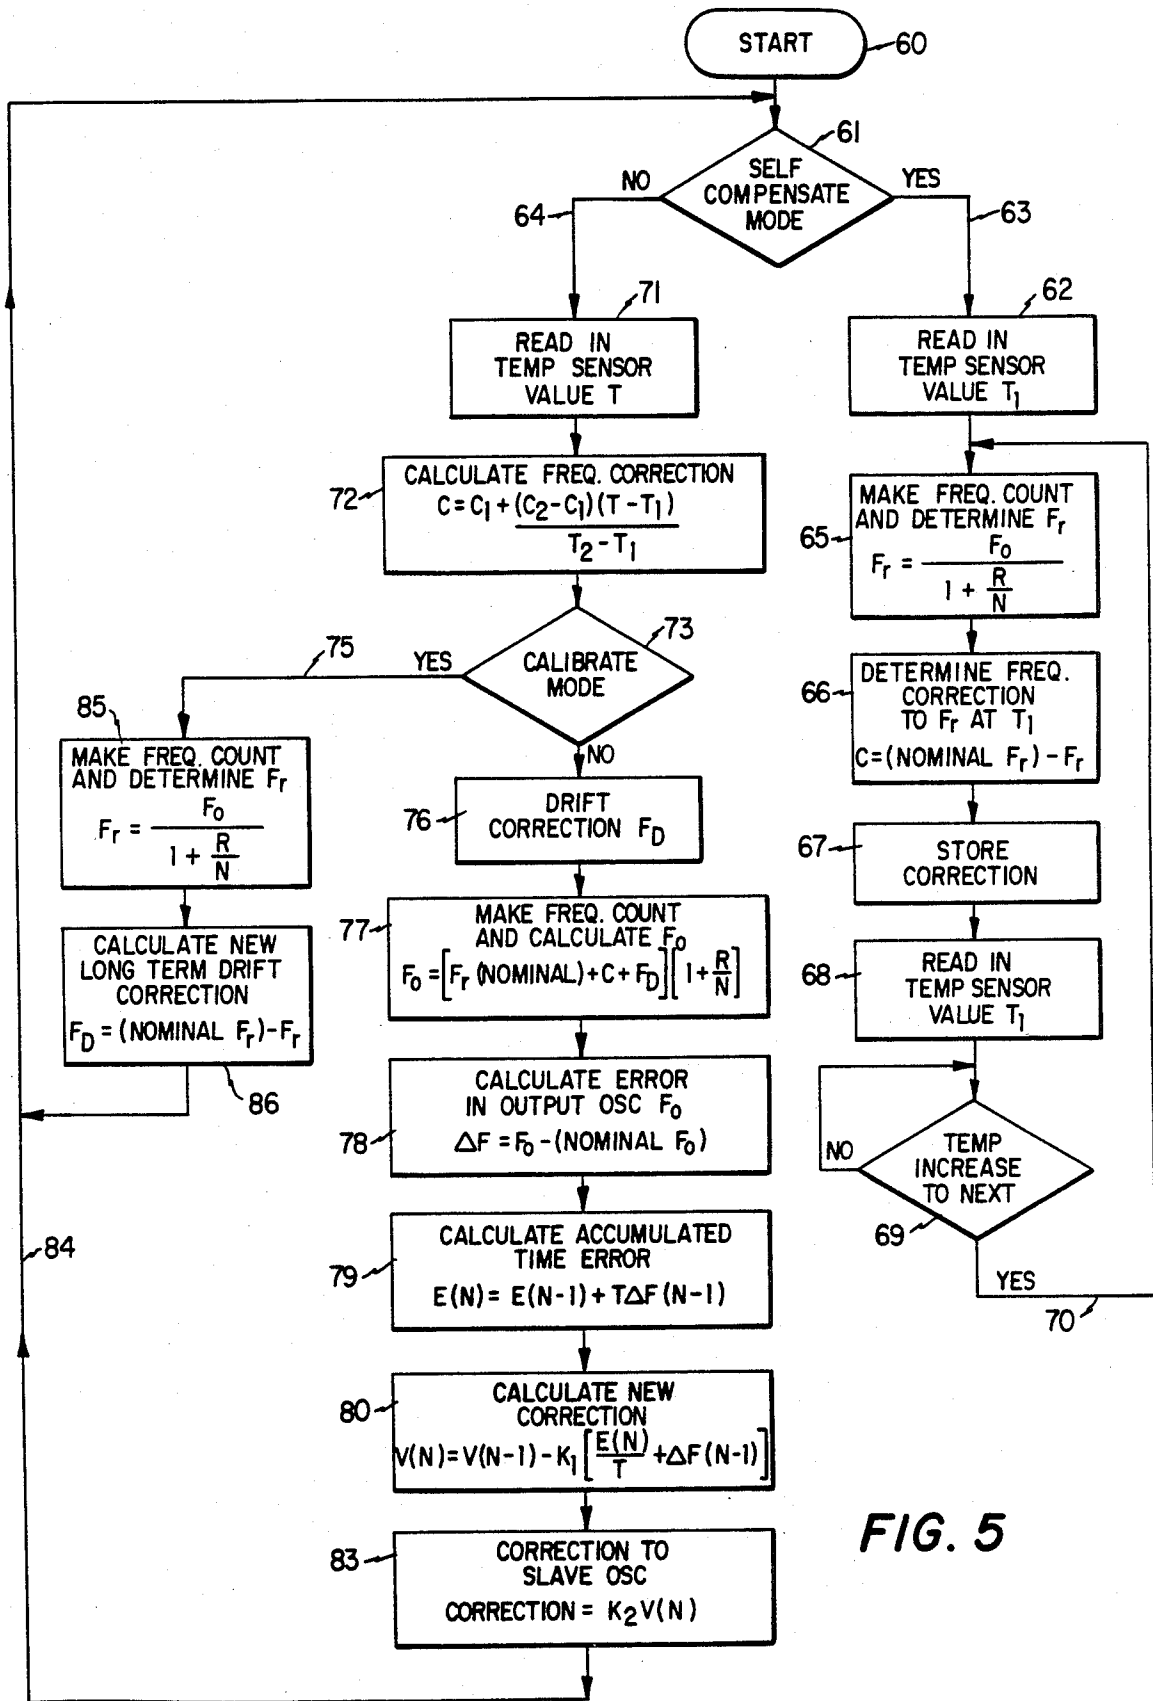 START
60
61
SELF
COMPENSATE
MODE
NO
YES
64
63
71
READ IN
TEMP SENSOR
VALUE T
62
READ IN
TEMP SENSOR
VALUE T₁
72
CALCULATE FREQ. CORRECTION
C = C₁ + (C₂-C₁)(T-T₁)
T₂-T₁
65
MAKE FREQ. COUNT
AND DETERMINE Fᵣ
Fᵣ = F₀
1 + R
N
73
CALIBRATE
MODE
75
YES
NO
66
DETERMINE FREQ.
CORRECTION
TO Fᵣ AT T₁
C=(NOMINAL Fᵣ)-Fᵣ
85
MAKE FREQ. COUNT
AND DETERMINE Fᵣ
Fᵣ = F₀
1 + R
N
76
DRIFT
CORRECTION F_D
67
STORE
CORRECTION
77
MAKE FREQ. COUNT
AND CALCULATE F₀
F₀ = [Fᵣ (NOMINAL) + C + F_D][1 + R/N]
CALCULATE NEW
LONG TERM DRIFT
CORRECTION
F_D = (NOMINAL Fᵣ)-Fᵣ
86
68
READ IN
TEMP SENSOR
VALUE T₁
78
CALCULATE ERROR
IN OUTPUT OSC F₀
ΔF = F₀ - (NOMINAL F₀)
NO
TEMP
INCREASE
TO NEXT
69
YES
70
84
79
CALCULATE ACCUMULATED
TIME ERROR
E(N) = E(N-1) + TΔF(N-1)
80
CALCULATE NEW
CORRECTION
V(N) = V(N-1) - K₁ [E(N)/T + ΔF(N-1)]
83
CORRECTION TO
SLAVE OSC
CORRECTION = K₂V(N)
FIG. 5